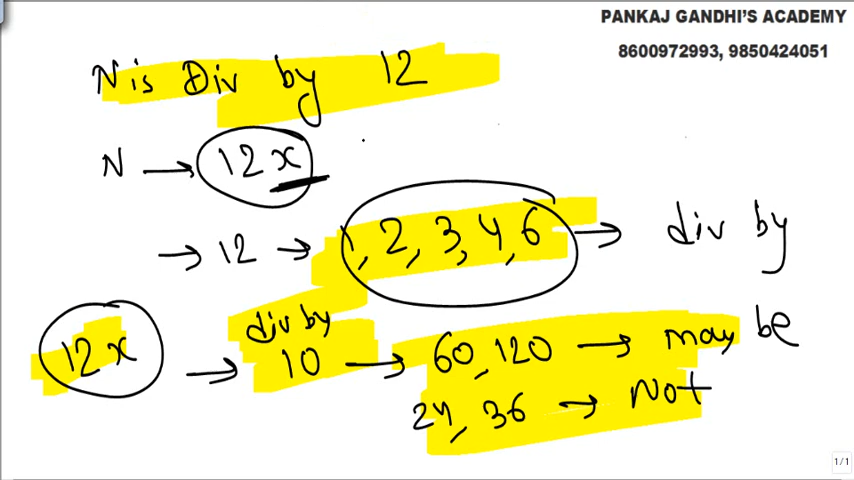 PANKAJ GANDHI'S ACADEMY
8600972993, 9850424051
N is Div by 12
N → 12x
→ 12 → 1, 2, 3, 4, 6 → div by
12x → div by 10 → 60, 120 → may be
24, 36 → Not
1/1